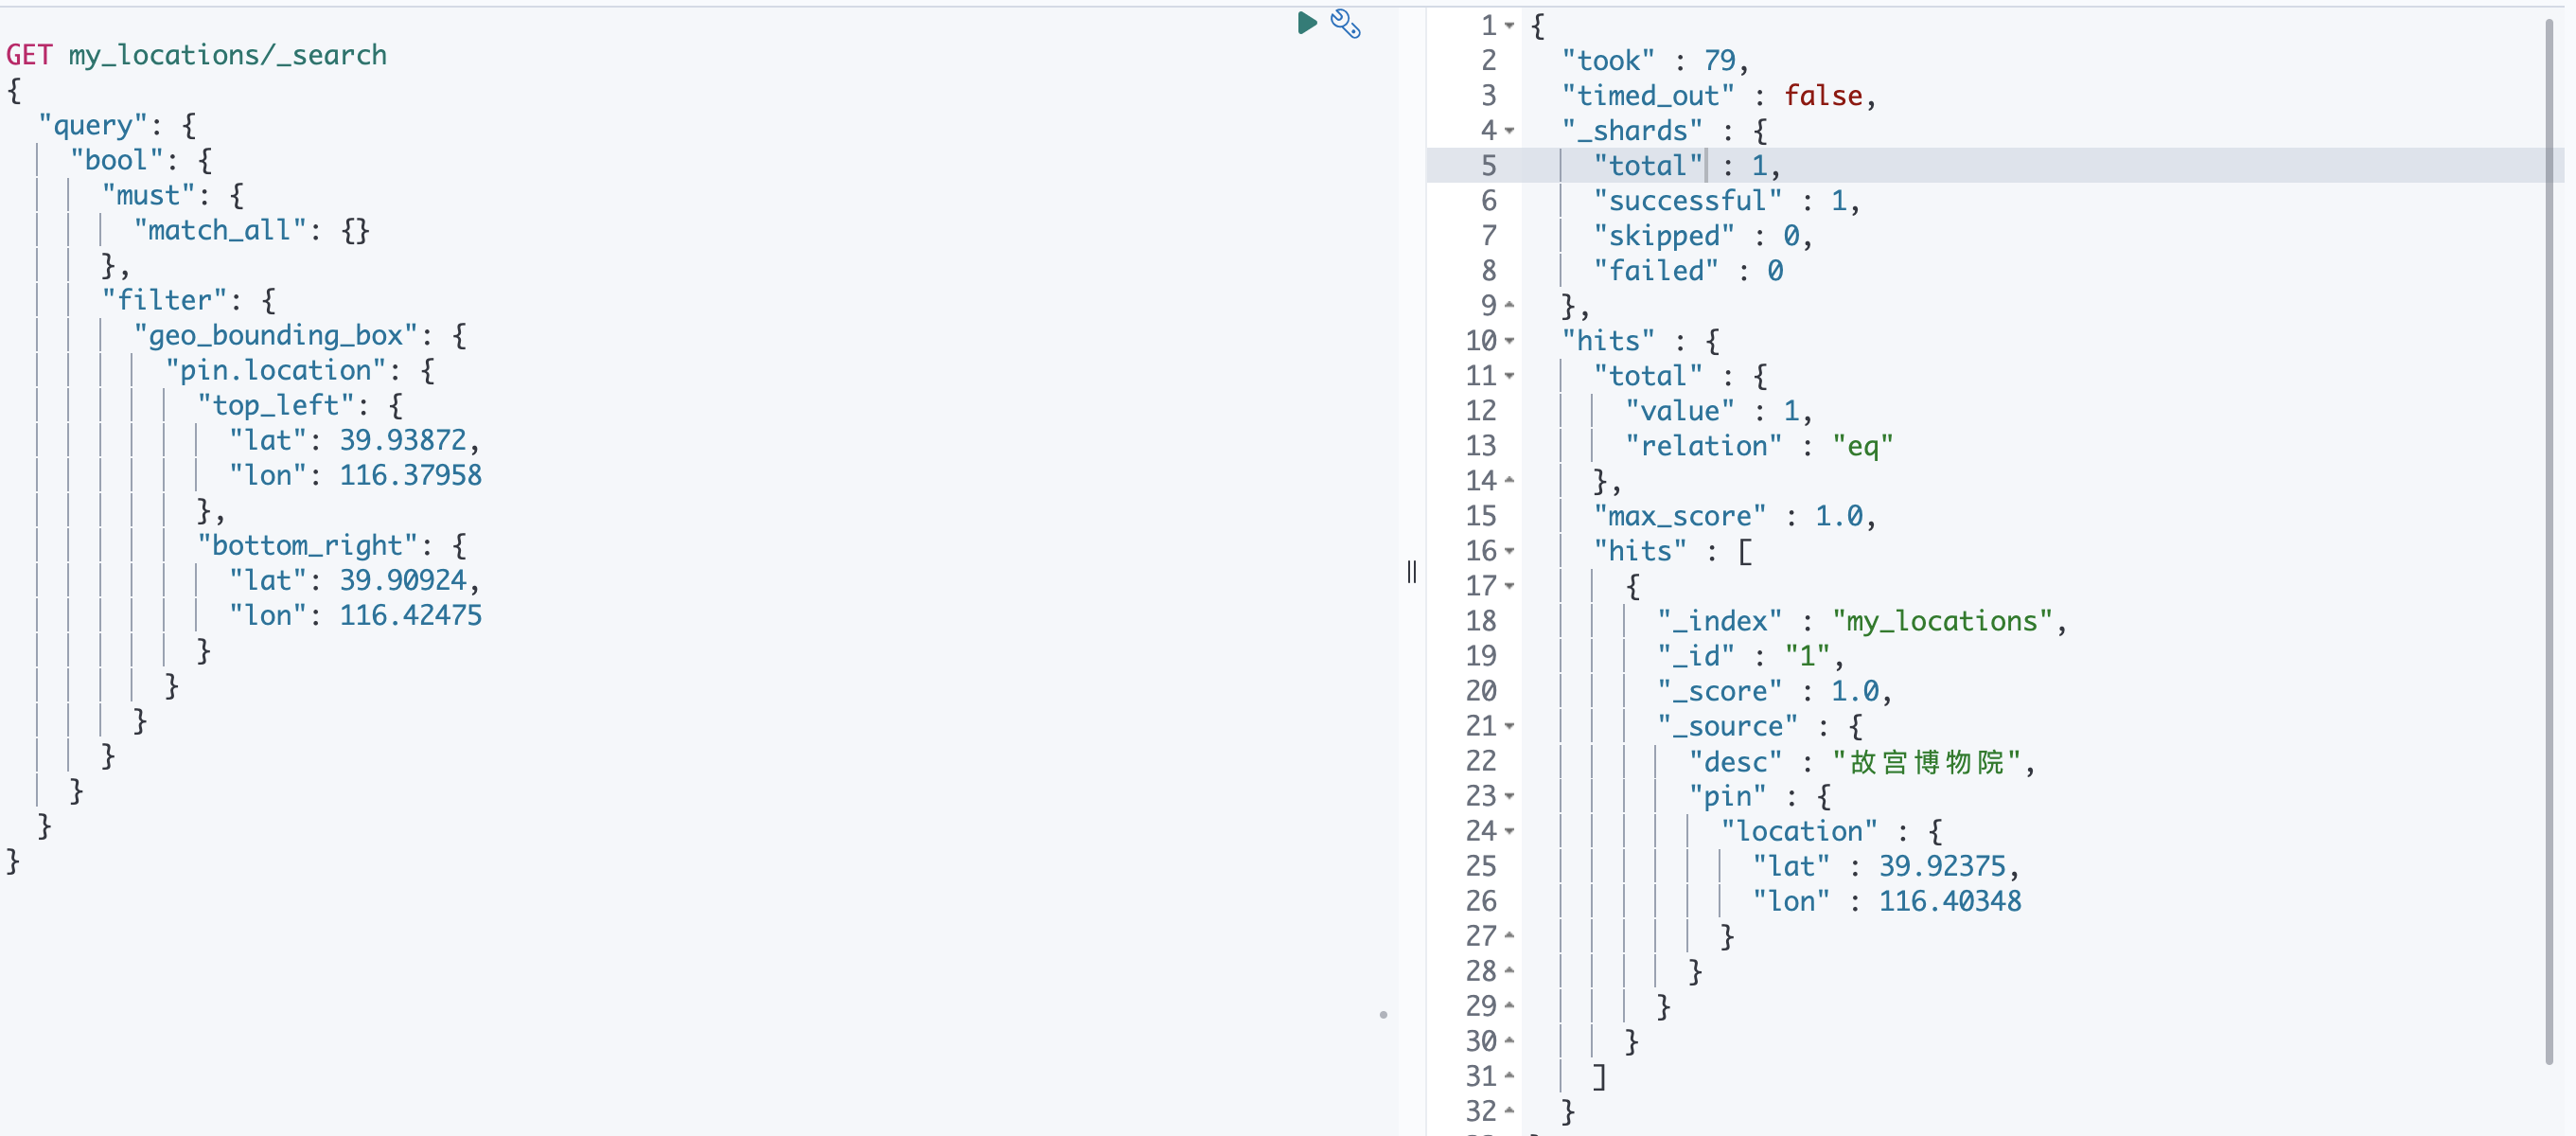 GET my_locations/_search
{
  "query": {
    "bool": {
      "must": {
        "match_all": {}
      },
      "filter": {
        "geo_bounding_box": {
          "pin.location": {
            "top_left": {
              "lat": 39.93872,
              "lon": 116.37958
            },
            "bottom_right": {
              "lat": 39.90924,
              "lon": 116.42475
            }
          }
        }
      }
    }
  }
}
1 {
2   "took" : 79,
3   "timed_out" : false,
4   "_shards" : {
5     "total" : 1,
6     "successful" : 1,
7     "skipped" : 0,
8     "failed" : 0
9   },
10   "hits" : {
11     "total" : {
12       "value" : 1,
13       "relation" : "eq"
14     },
15     "max_score" : 1.0,
16     "hits" : [
17       {
18         "_index" : "my_locations",
19         "_id" : "1",
20         "_score" : 1.0,
21         "_source" : {
22           "desc" : "故宫博物院",
23           "pin" : {
24             "location" : {
25               "lat" : 39.92375,
26               "lon" : 116.40348
27             }
28           }
29         }
30       }
31     ]
32   }